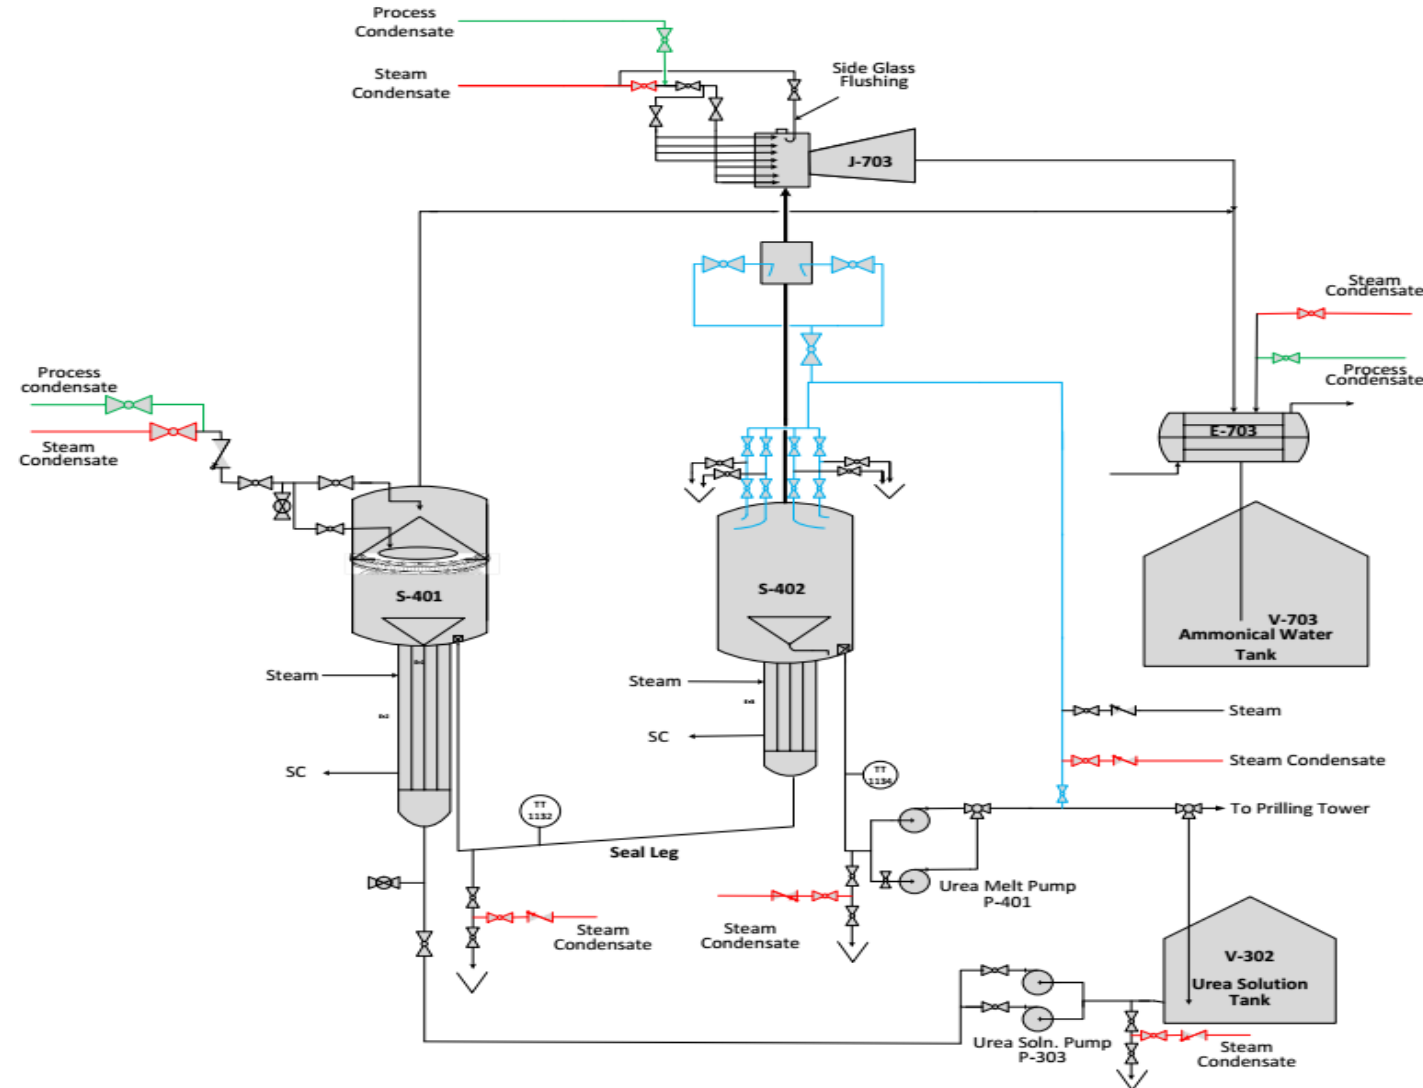 Process
Condensate
Steam
Condensate
Side Glass
Flushing
J-703
Steam
Condensate
Process
Condensate
E-703
Process
condensate
Steam
Condensate
S-401
S-402
V-703
Ammonical Water
Tank
Steam
SC
Steam
SC
TT
1132
TT
1134
Seal Leg
Steam
Steam Condensate
To Prilling Tower
Urea Melt Pump
P-401
Steam
Condensate
Steam
Condensate
V-302
Urea Solution
Tank
Urea Soln. Pump
P-303
Steam
Condensate